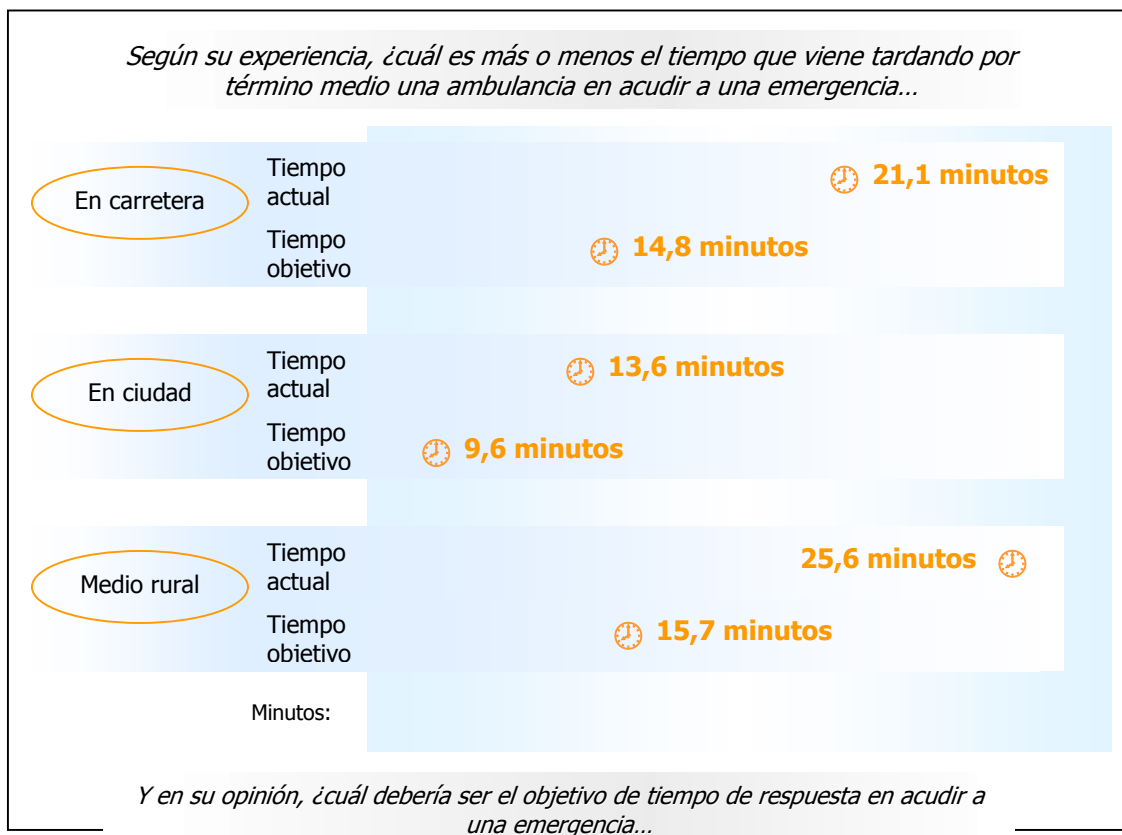 Según su experiencia, ¿cuál es más o menos el tiempo que viene tardando por
término medio una ambulancia en acudir a una emergencia...
En carretera
Tiempo
actual
21,1 minutos
Tiempo
objetivo
14,8 minutos
En ciudad
Tiempo
actual
13,6 minutos
Tiempo
objetivo
9,6 minutos
Medio rural
Tiempo
actual
25,6 minutos
Tiempo
objetivo
15,7 minutos
Minutos:
Y en su opinión, ¿cuál debería ser el objetivo de tiempo de respuesta en acudir a
una emergencia...